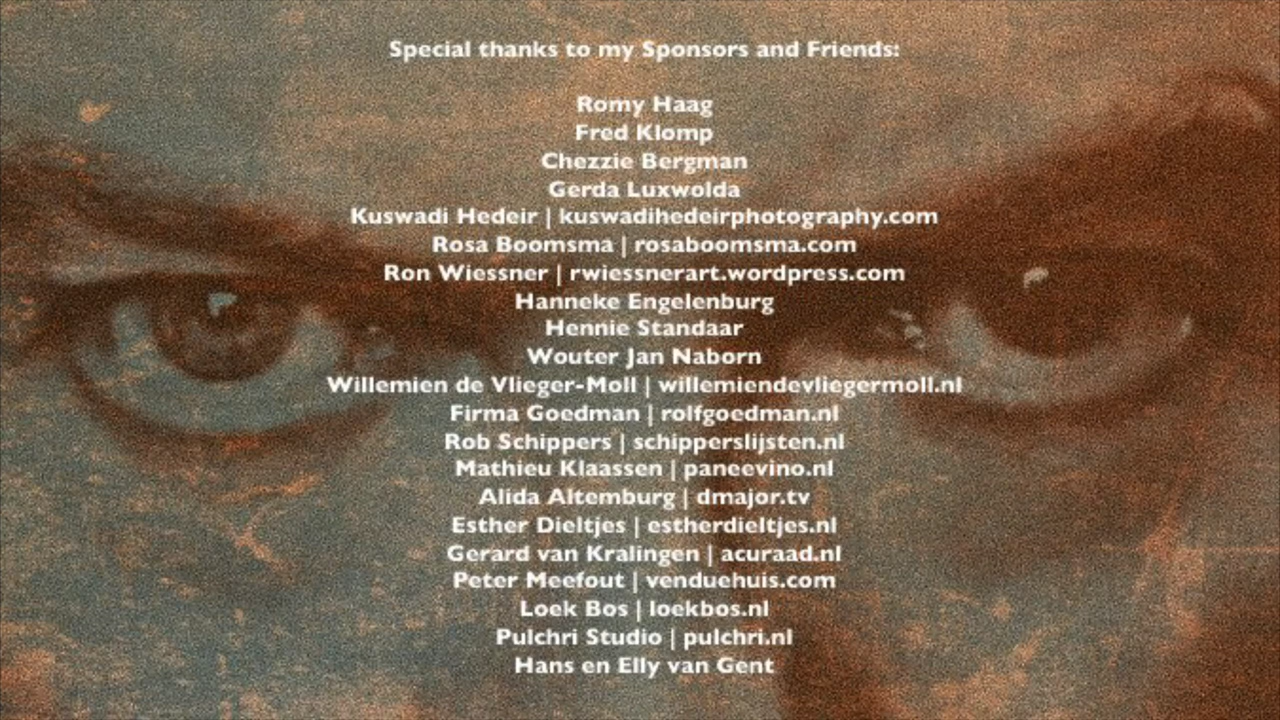 Special thanks to my Sponsors and Friends:
Romy Haag
Fred Klomp
Chezzie Bergman
Gerda Luxwolda
Kuswadi Hedeir | kuswadihedeirphotography.com
Rosa Boomsma | rosaboomsma.com
Ron Wiessner | rwiessnerart.wordpress.com
Hanneke Engelenburg
Hennie Standaar
Wouter Jan Naborn
Willemien de Vlieger-Moll | willemiendevliegermoll.nl
Firma Goedman | rolfgoedman.nl
Rob Schippers | schipperslijsten.nl
Mathieu Klaassen | paneevino.nl
Alida Altemburg | dmajor.tv
Esther Dieltjes | estherdieltjes.nl
Gerard van Kralingen | acuraad.nl
Peter Meefout | venduehuis.com
Loek Bos | loekbos.nl
Pulchri Studio | pulchri.nl
Hans en Elly van Gent